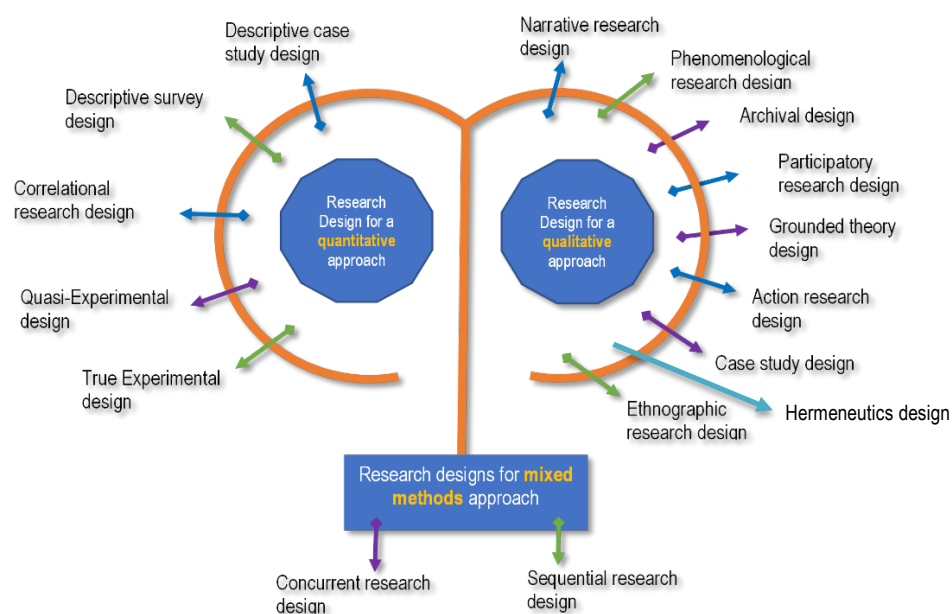 Descriptive case
study design
Descriptive survey
design
Correlational
research design
Quasi-Experimental
design
True Experimental
design
Research
Design for a
quantitative
approach
Narrative research
design
Phenomenological
research design
Archival design
Participatory
research design
Grounded theory
design
Action research
design
Case study design
Hermeneutics design
Ethnographic
research design
Research
Design for a
qualitative
approach
Research designs for mixed
methods approach
Concurrent research
design
Sequential research
design